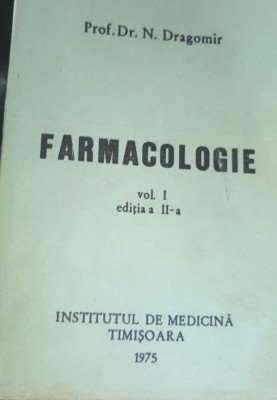 Prof. Dr. N. Dragomir
FARMACOLOGIE
vol. I
ediția a II-a
INSTITUTUL DE MEDICINĂ
TIMIȘOARA
1975